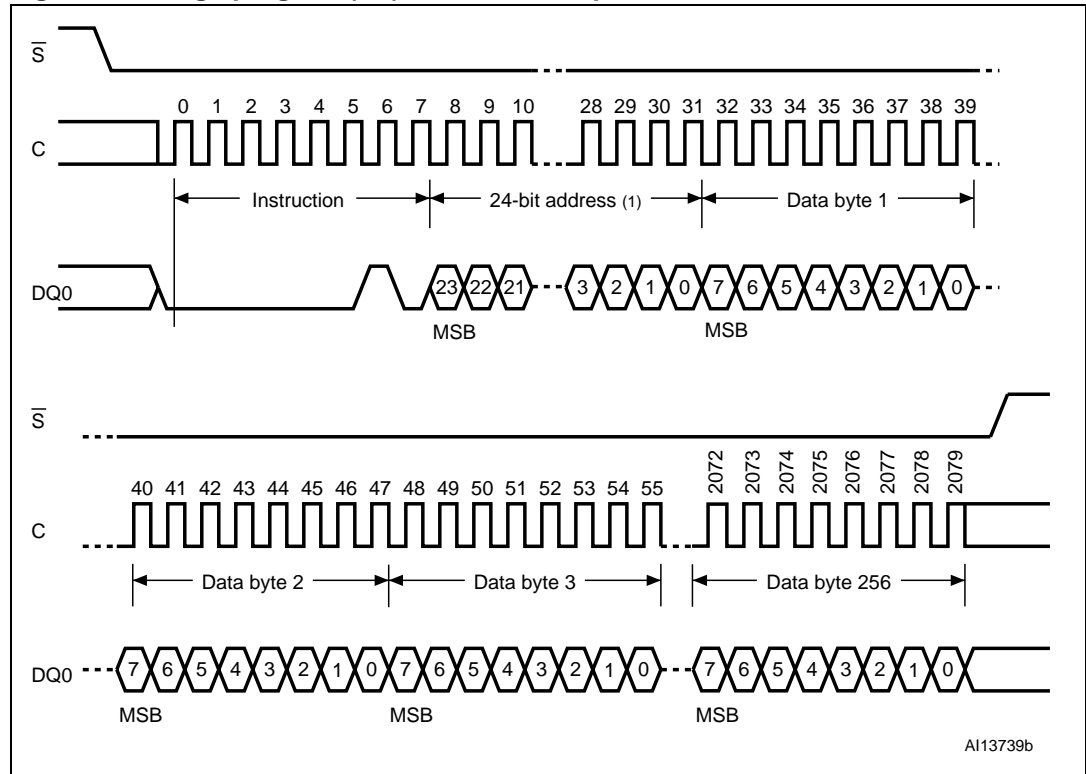 S
0 1 2 3 4 5 6 7 8 9 10 28 29 30 31 32 33 34 35 36 37 38 39
C
Instruction 24-bit address (1) Data byte 1
DQ0 23 22 21 3 2 1 0 7 6 5 4 3 2 1 0
MSB MSB
S
40 41 42 43 44 45 46 47 48 49 50 51 52 53 54 55 2072 2073 2074 2075 2076 2077 2078 2079
C
Data byte 2 Data byte 3 Data byte 256
DQ0 7 6 5 4 3 2 1 0 7 6 5 4 3 2 1 0 7 6 5 4 3 2 1 0
MSB MSB MSB
AI13739b